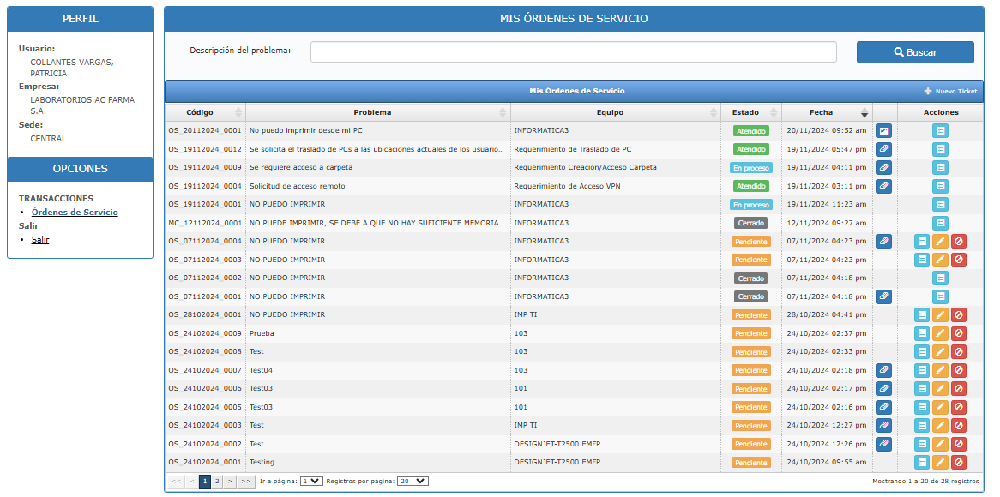 PERFIL
Usuario:
COLLANTES VARGAS,
PATRICIA
Empresa:
LABORATORIOS AC FARMA
S.A.
Sede:
CENTRAL
OPCIONES
TRANSACCIONES
Órdenes de Servicio
Salir
Salir
MIS ÓRDENES DE SERVICIO
Descripción del problema:
Buscar
Mis Órdenes de Servicio
Nuevo Ticket
Código Problema Equipo Estado Fecha Acciones
OS_20112024_0001 No puedo imprimir desde mi PC INFORMATICA3 Atendido 20/11/2024 09:52 am
OS_19112024_0012 Se solicita el traslado de PCs a las ubicaciones actuales de los usuario... Requerimiento de Traslado de PC Atendido 19/11/2024 05:47 pm
OS_19112024_0009 Se requiere acceso a carpeta Requerimiento Creación/Acceso Carpeta En proceso 19/11/2024 04:11 pm
OS_19112024_0004 Solicitud de acceso remoto Requerimiento de Acceso VPN Atendido 19/11/2024 03:11 pm
OS_19112024_0001 NO PUEDO IMPRIMIR INFORMATICA3 En proceso 19/11/2024 11:23 am
MC_12112024_0001 NO PUEDE IMPRIMIR, SE DEBE A QUE NO HAY SUFICIENTE MEMORIA... INFORMATICA3 Cerrado 12/11/2024 09:27 am
OS_07112024_0004 NO PUEDO IMPRIMIR INFORMATICA3 Pendiente 07/11/2024 04:23 pm
OS_07112024_0003 NO PUEDO IMPRIMIR INFORMATICA3 Pendiente 07/11/2024 04:23 pm
OS_07112024_0002 NO PUEDO IMPRIMIR INFORMATICA3 Cerrado 07/11/2024 04:18 pm
OS_07112024_0001 NO PUEDO IMPRIMIR INFORMATICA3 Cerrado 07/11/2024 04:18 pm
OS_28102024_0001 NO PUEDO IMPRIMIR IMP TI Pendiente 28/10/2024 04:41 pm
OS_24102024_0009 Prueba 103 Pendiente 24/10/2024 02:37 pm
OS_24102024_0008 Test 103 Pendiente 24/10/2024 02:33 pm
OS_24102024_0007 Test04 103 Pendiente 24/10/2024 02:18 pm
OS_24102024_0006 Test03 101 Pendiente 24/10/2024 02:17 pm
OS_24102024_0005 Test03 101 Pendiente 24/10/2024 02:16 pm
OS_24102024_0003 Test IMP TI Pendiente 24/10/2024 12:27 pm
OS_24102024_0002 Test DESIGNJET-T2500 EMFP Pendiente 24/10/2024 12:26 pm
OS_24102024_0001 Testing DESIGNJET-T2500 EMFP Pendiente 24/10/2024 09:55 am
<< < 1 2 > >> Ir a página: 1 Registros por página: 20 Mostrando 1 a 20 de 28 registros